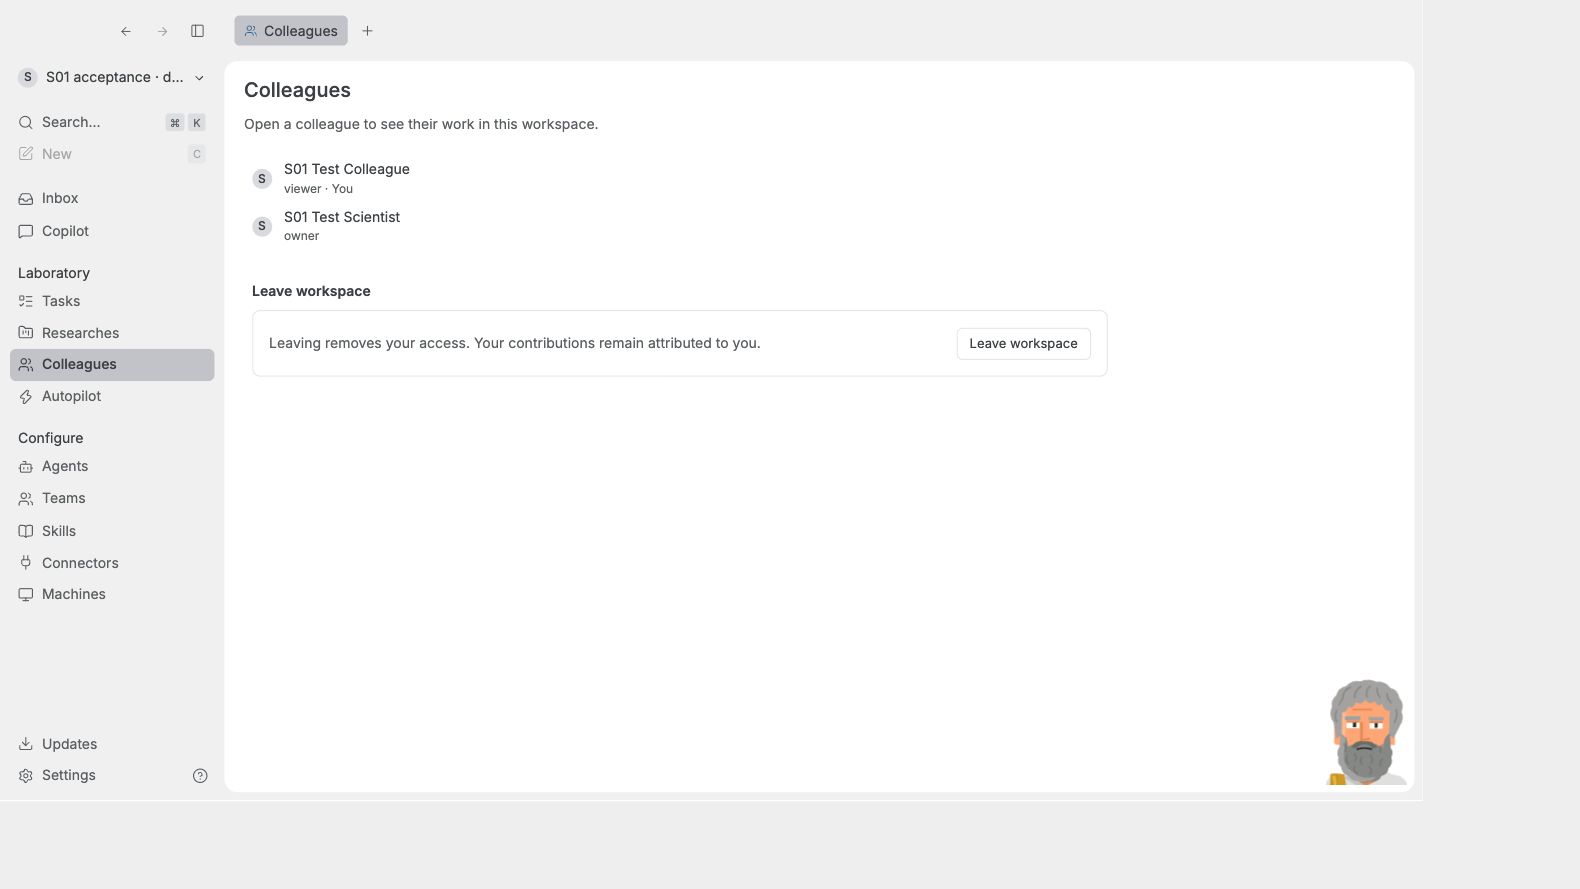 Colleagues
S S01 acceptance · d...
Search... ⌘ K
New C
Inbox
Copilot
Laboratory
Tasks
Researches
Colleagues
Autopilot
Configure
Agents
Teams
Skills
Connectors
Machines
Updates
Settings
Colleagues
Open a colleague to see their work in this workspace.
S
S01 Test Colleague
viewer · You
S
S01 Test Scientist
owner
Leave workspace
Leaving removes your access. Your contributions remain attributed to you.
Leave workspace